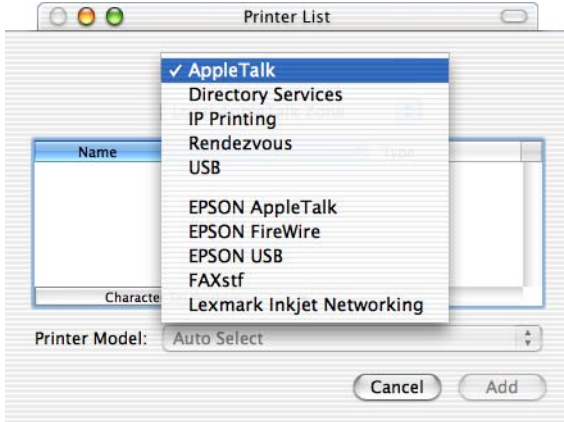 Printer List
✓ AppleTalk
Directory Services
IP Printing
Rendezvous
USB
EPSON AppleTalk
EPSON FireWire
EPSON USB
FAXstf
Lexmark Inkjet Networking
Zone
Name
Type
Characte
Printer Model: Auto Select
Cancel Add